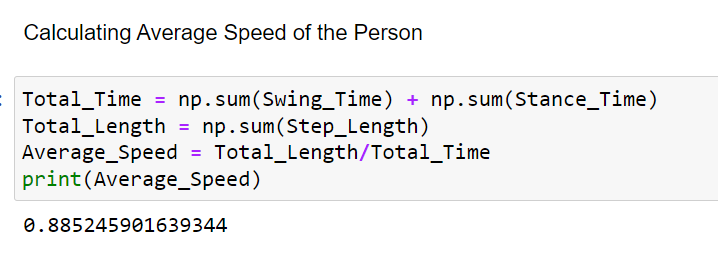 Calculating Average Speed of the Person
Total_Time = np.sum(Swing_Time) + np.sum(Stance_Time)
Total_Length = np.sum(Step_Length)
Average_Speed = Total_Length/Total_Time
print(Average_Speed)
0.885245901639344